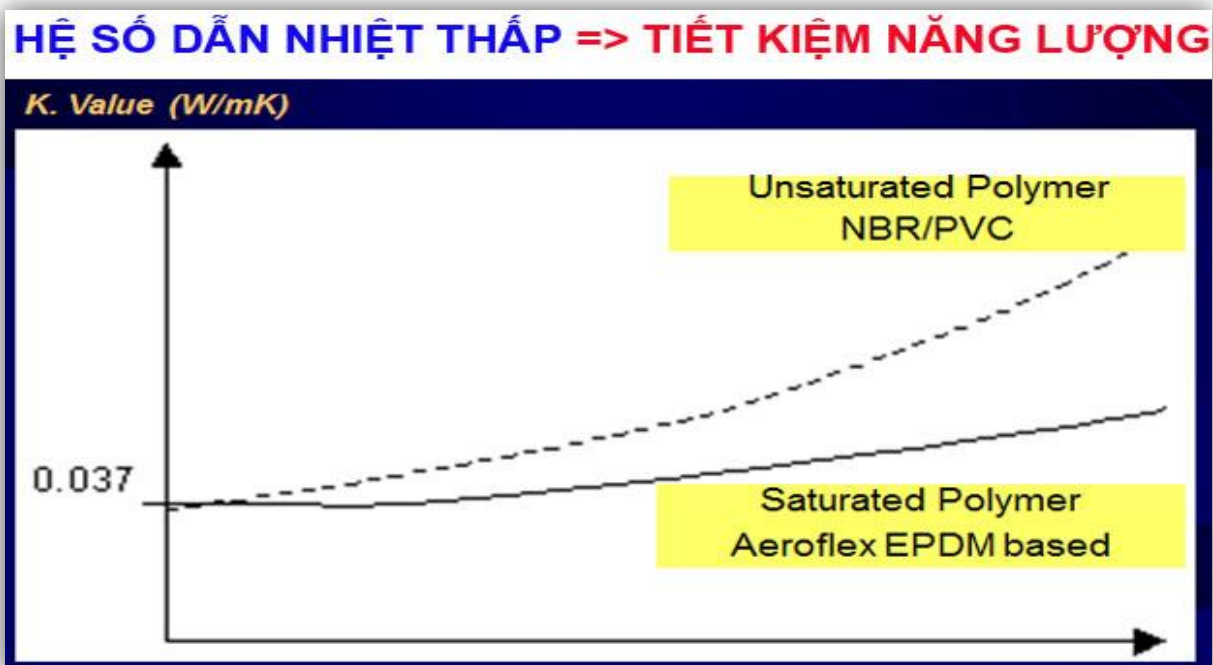 HỆ SỐ DẪN NHIỆT THẤP => TIẾT KIỆM NĂNG LƯỢNG
K. Value (W/mK)
Unsaturated Polymer
NBR/PVC
0.037
Saturated Polymer
Aeroflex EPDM based